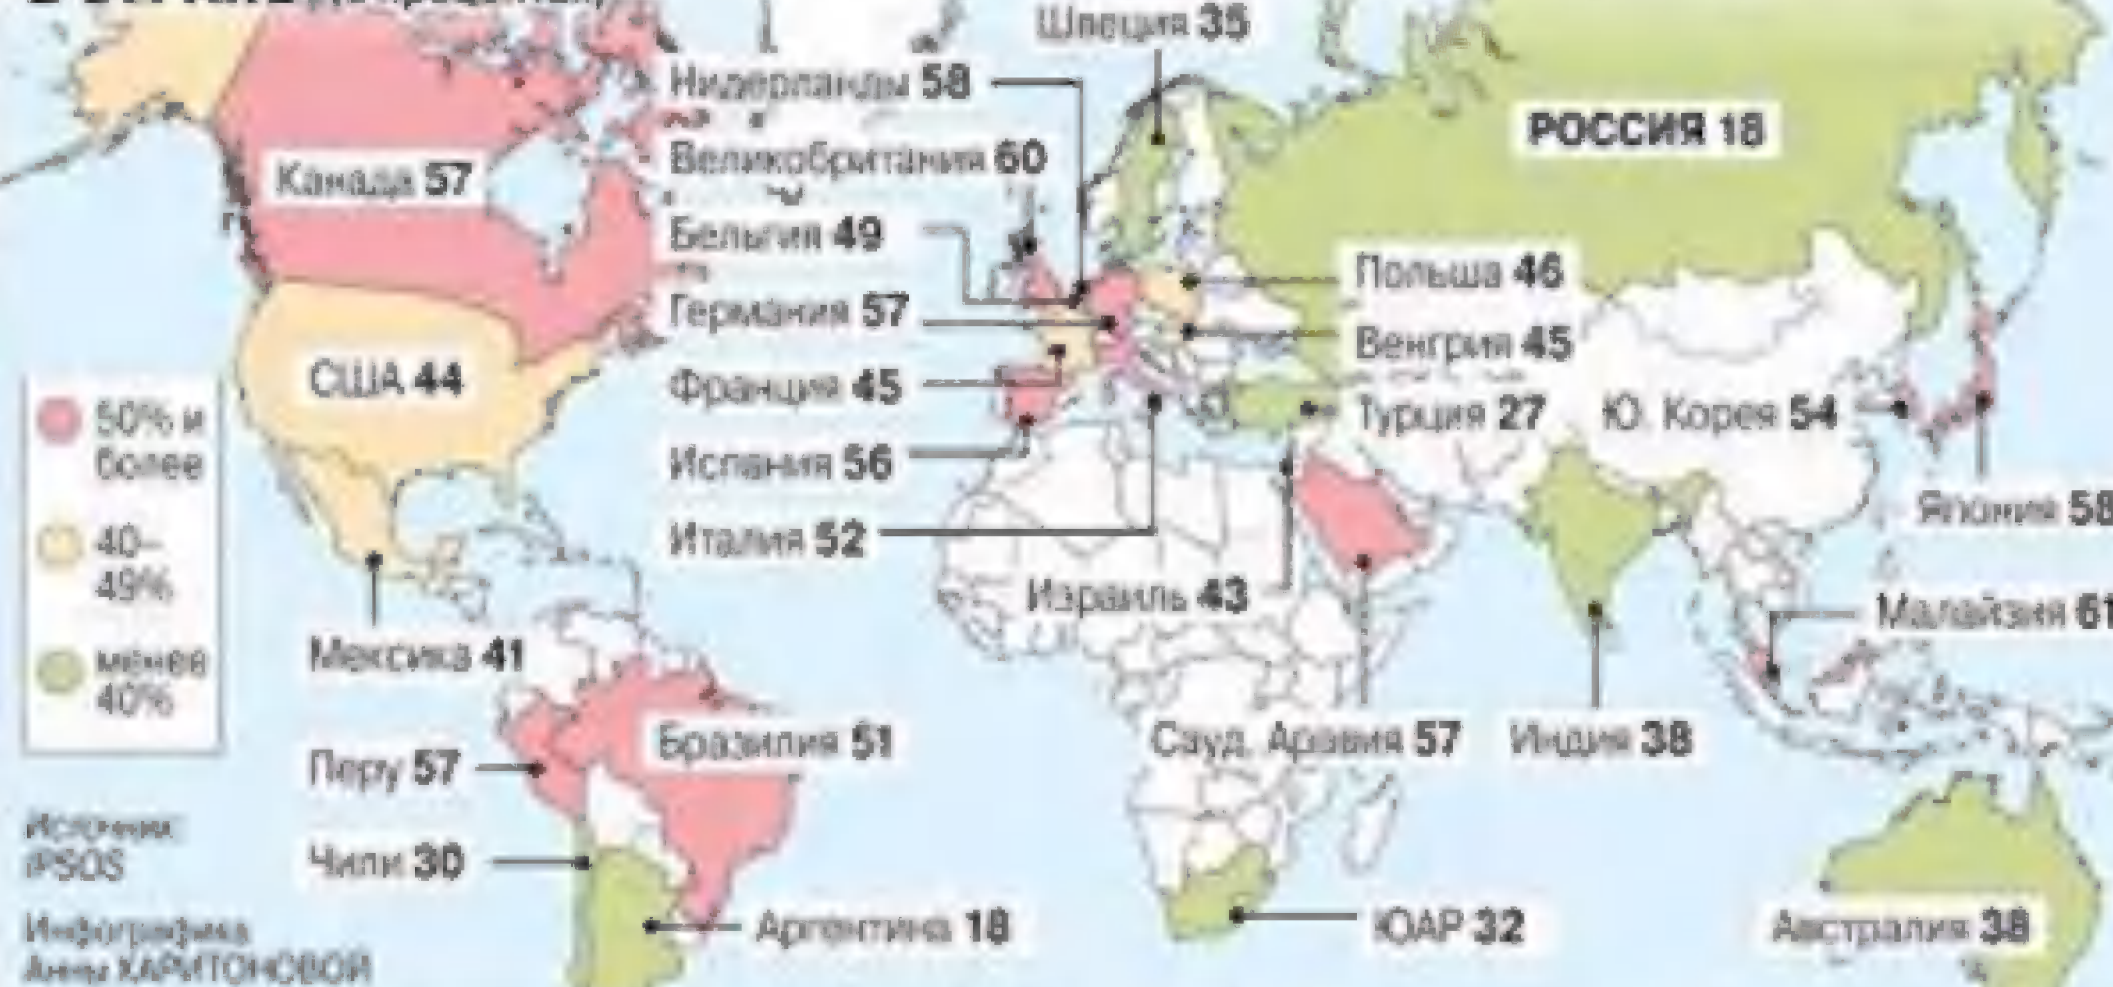 Швеция 35
Нидерланды 58
РОССИЯ 18
Великобритания 60
Канада 57
Бельгия 49
Польша 46
Германия 57
Венгрия 45
США 44
Франция 45
Турция 27
Ю. Корея 54
50% и
более
Испания 56
Япония 58
Италия 52
40–
49%
Израиль 43
Малайзия 61
Мексика 41
менее
40%
Бразилия 51
Сауд. Аравия 57
Индия 38
Перу 57
Источник:
IPSOS
Чили 30
Аргентина 18
ЮАР 32
Австралия 38
Инфографика
Анны ХАРИТОНОВОЙ